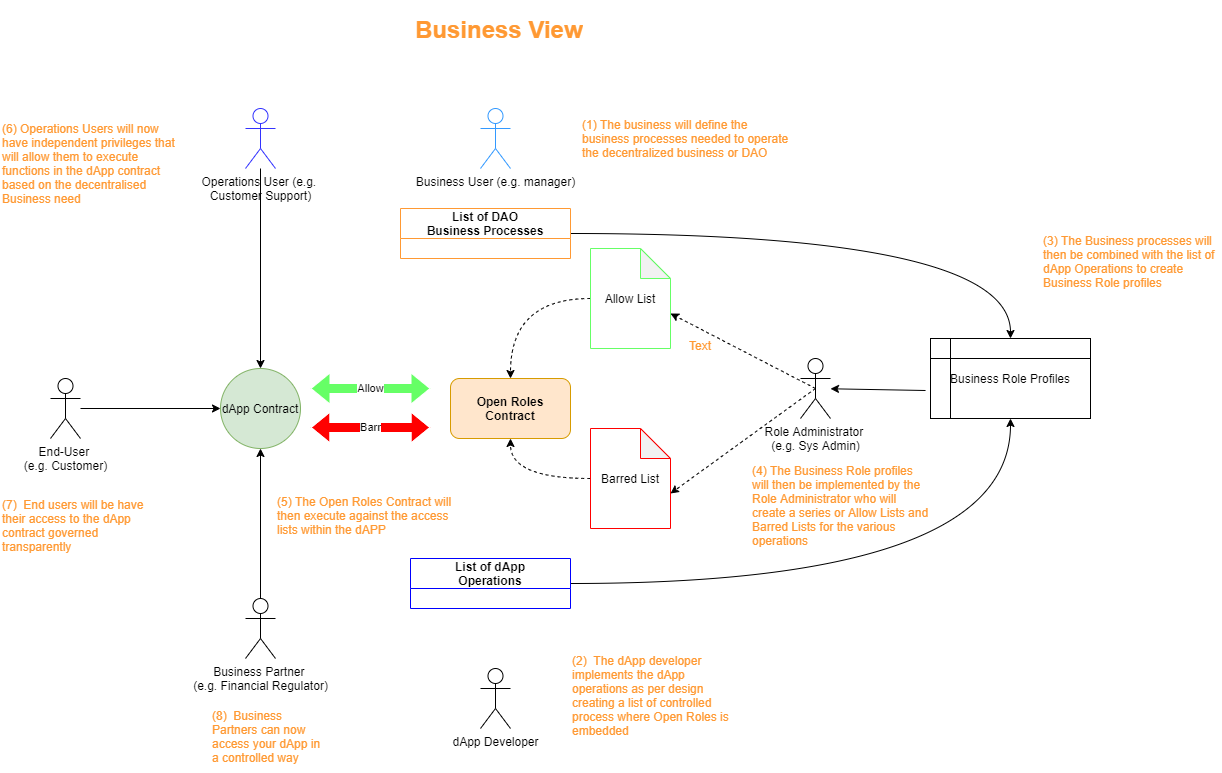 Business View
(6) Operations Users will now
have independent privileges that
will allow them to execute
functions in the dApp contract
based on the decentralised
Business need
Operations User (e.g.
Customer Support)
Business User (e.g. manager)
(1) The business will define the
business processes needed to operate
the decentralized business or DAO
List of DAO
Business Processes
(3) The Business processes will
then be combined with the list of
dApp Operations to create
Business Role profiles
Allow List
Text
Business Role Profiles
dApp Contract
Allow
Barr
Open Roles
Contract
End-User
(e.g. Customer)
Role Administrator
(e.g. Sys Admin)
Barred List
(4) The Business Role profiles
will then be implemented by the
Role Administrator who will
create a series or Allow Lists and
Barred Lists for the various
operations
(7) End users will be have
their access to the dApp
contract governed
transparently
(5) The Open Roles Contract will
then execute against the access
lists within the dAPP
List of dApp
Operations
Business Partner
(e.g. Financial Regulator)
(8) Business
Partners can now
access your dApp in
a controlled way
dApp Developer
(2) The dApp developer
implements the dApp
operations as per design
creating a list of controlled
process where Open Roles is
embedded